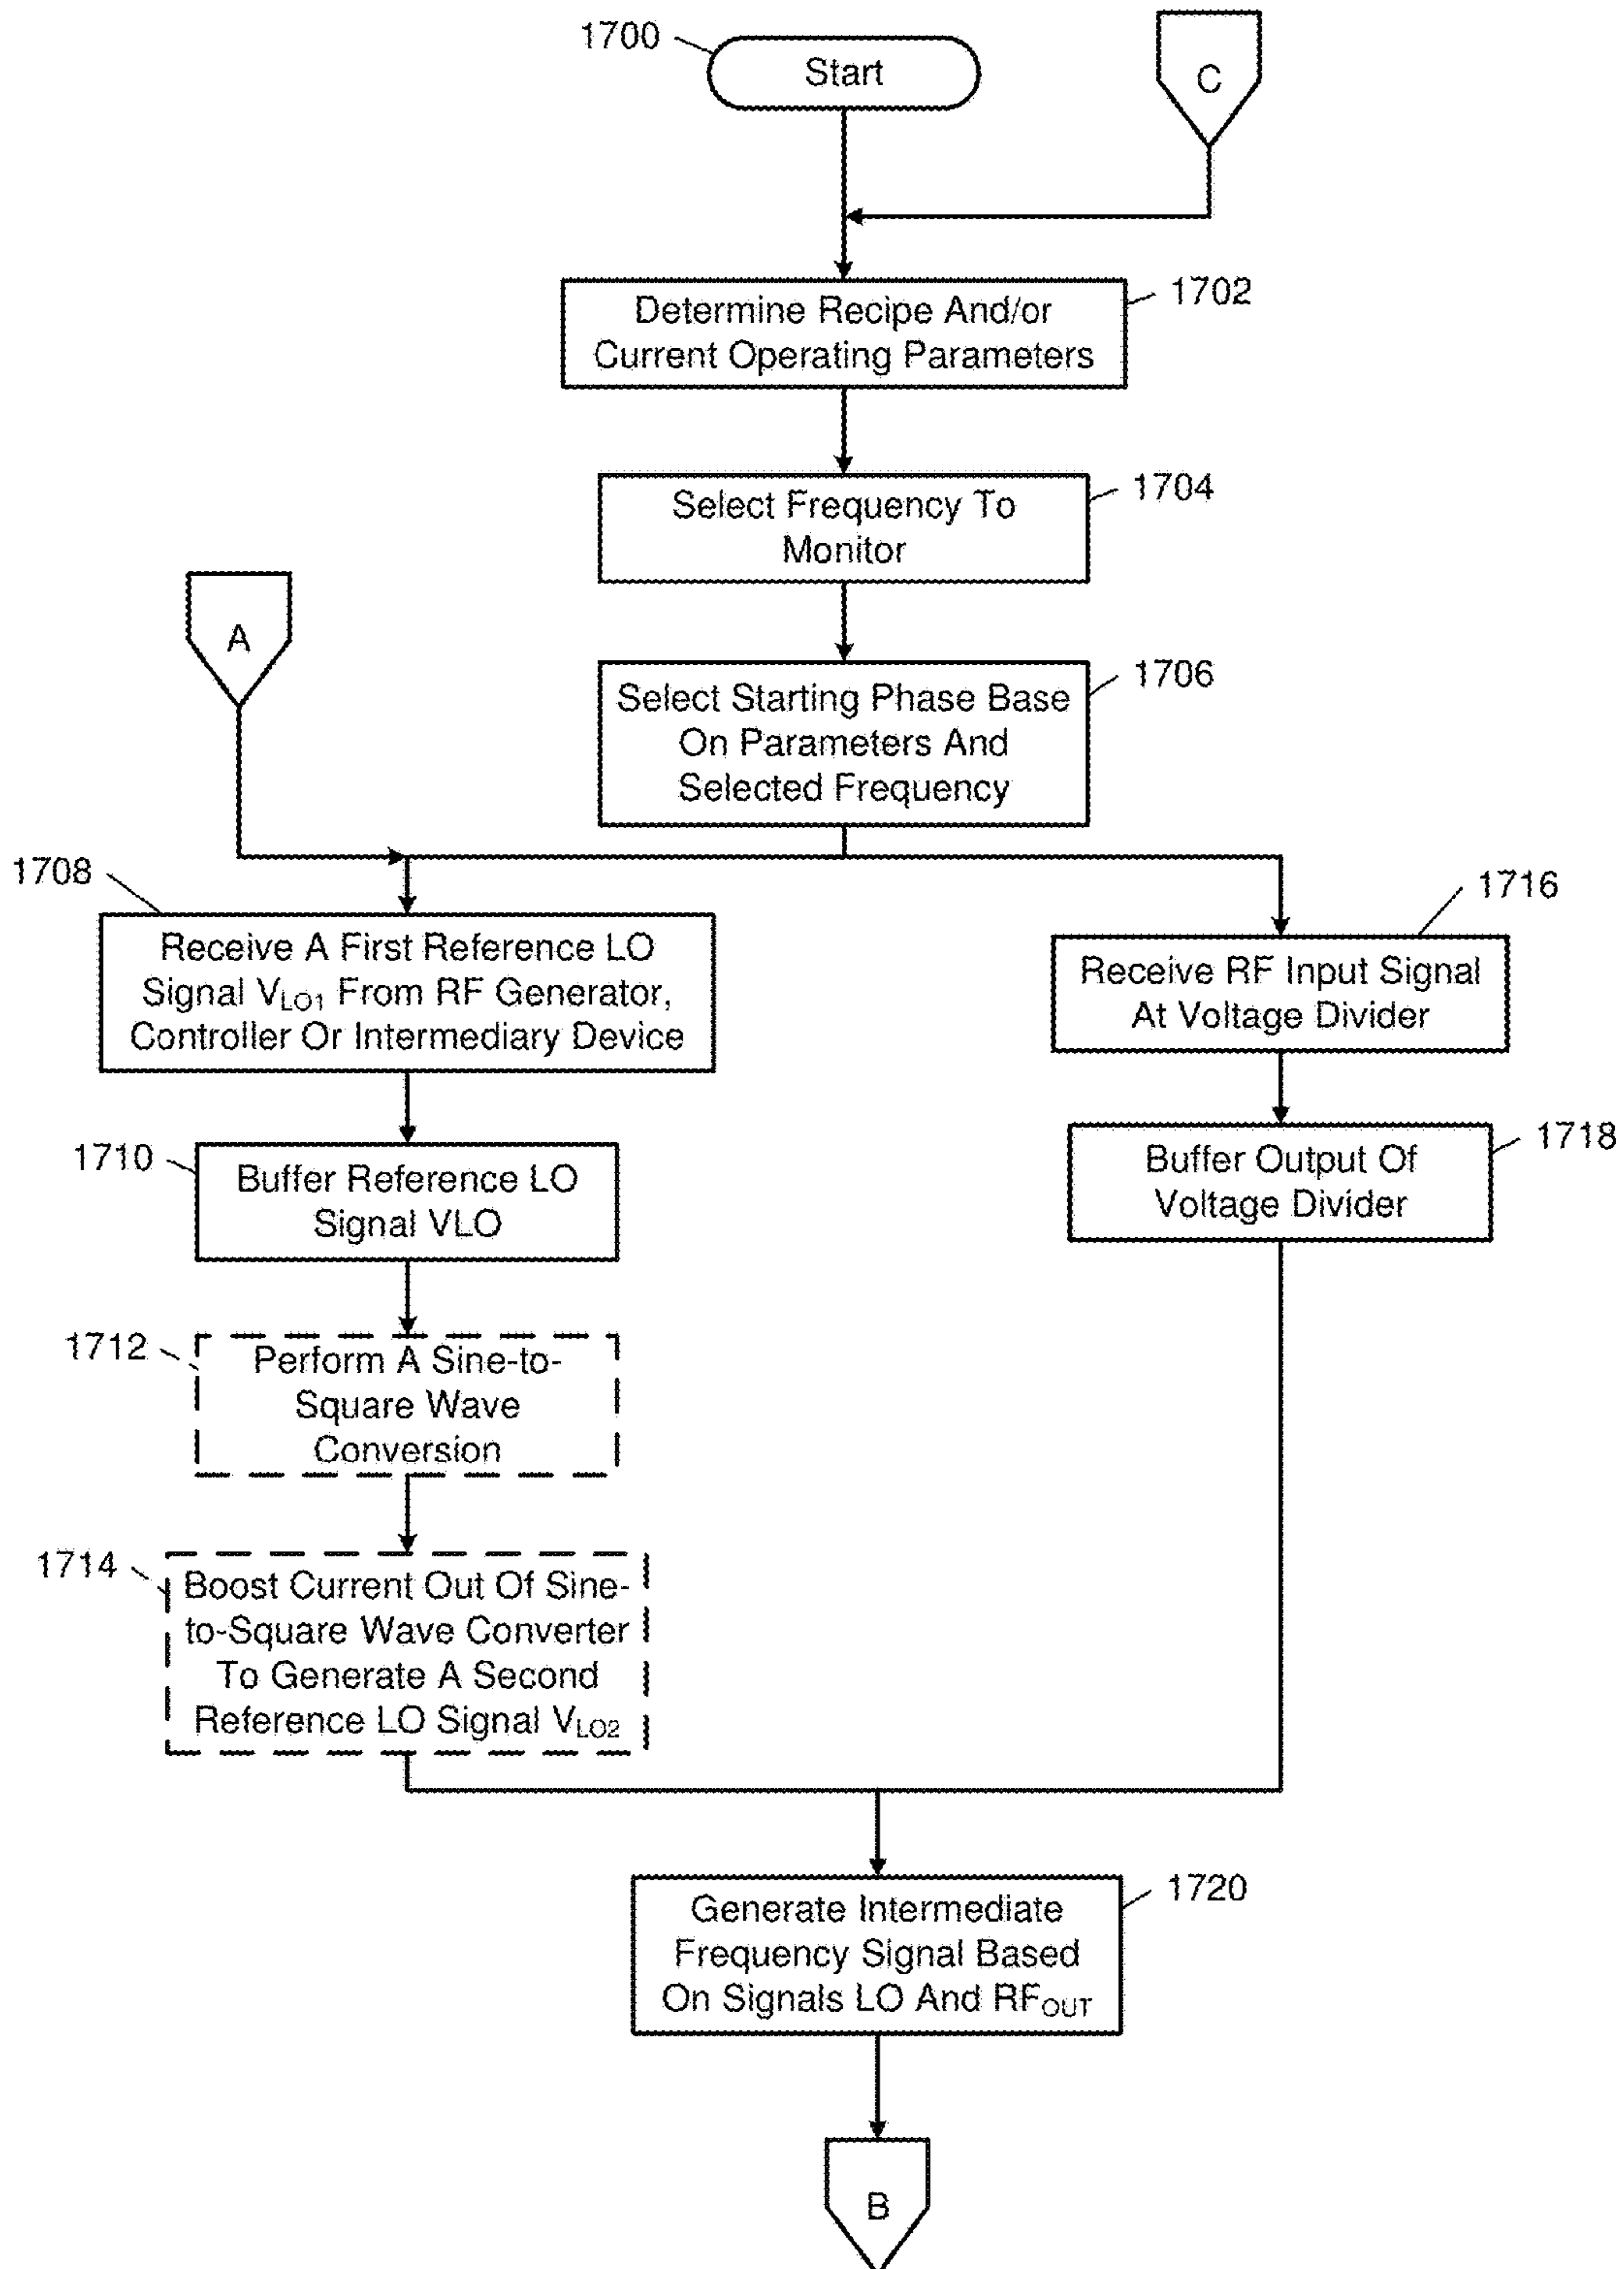 1700
Start
C
1702
Determine Recipe And/or
Current Operating Parameters
1704
Select Frequency To
Monitor
A
1706
Select Starting Phase Base
On Parameters And
Selected Frequency
1708
Receive A First Reference LO
Signal VLO1 From RF Generator,
Controller Or Intermediary Device
1716
Receive RF Input Signal
At Voltage Divider
1710
Buffer Reference LO
Signal VLO
1718
Buffer Output Of
Voltage Divider
1712
Perform A Sine-to-
Square Wave
Conversion
1714
Boost Current Out Of Sine-
to-Square Wave Converter
To Generate A Second
Reference LO Signal VLO2
1720
Generate Intermediate
Frequency Signal Based
On Signals LO And RFOUT
B